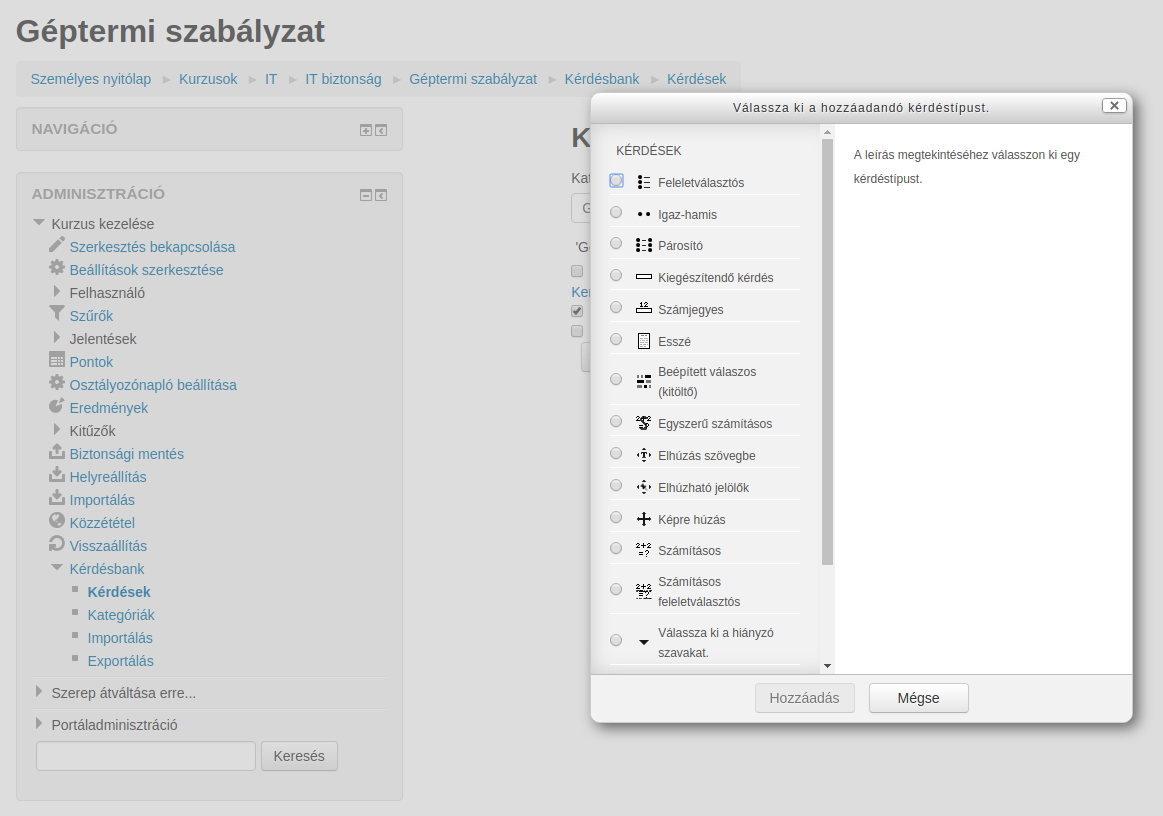 Géptermi szabályzat
Személyes nyitólap Kurzusok IT IT biztonság Géptermi szabályzat Kérdésbank Kérdések
NAVIGÁCIÓ
ADMINISZTRÁCIÓ
Kurzus kezelése
Szerkesztés bekapcsolása
Beállítások szerkesztése
Felhasználó
Szűrők
Jelentések
Pontok
Osztályozónapló beállítása
Eredmények
Kitűzők
Biztonsági mentés
Helyreállítás
Importálás
Közzététel
Visszaállítás
Kérdésbank
Kérdések
Kategóriák
Importálás
Exportálás
Szerep átváltása erre...
Portáladminisztráció
Keresés
Válassza ki a hozzáadandó kérdéstípust.
KÉRDÉSEK
Feleletválasztós
Igaz-hamis
Párosító
Kiegészítendő kérdés
Számjegyes
Esszé
Beépített válaszos
(kitöltő)
Egyszerű számításos
Elhúzás szövegbe
Elhúzható jelölők
Képre húzás
Számításos
Számításos
feleletválasztós
Válassza ki a hiányzó
szavakat.
A leírás megtekintéséhez válasszon ki egy
kérdéstípust.
Hozzáadás Mégse